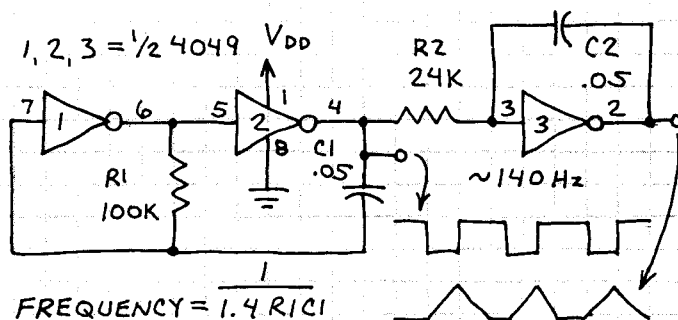 1, 2, 3 = 1/2 4049
VDD
R2
24K
C2
.05
7
1
6
5
2
1
4
8
3
3
2
C1
.05
R1
100K
~140 Hz
FREQUENCY = 1 / 1.4 R1C1